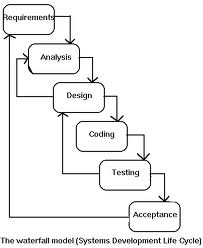 Requirements
Analysis
Design
Coding
Testing
Acceptance
The waterfall model (Systems Development Life Cycle)